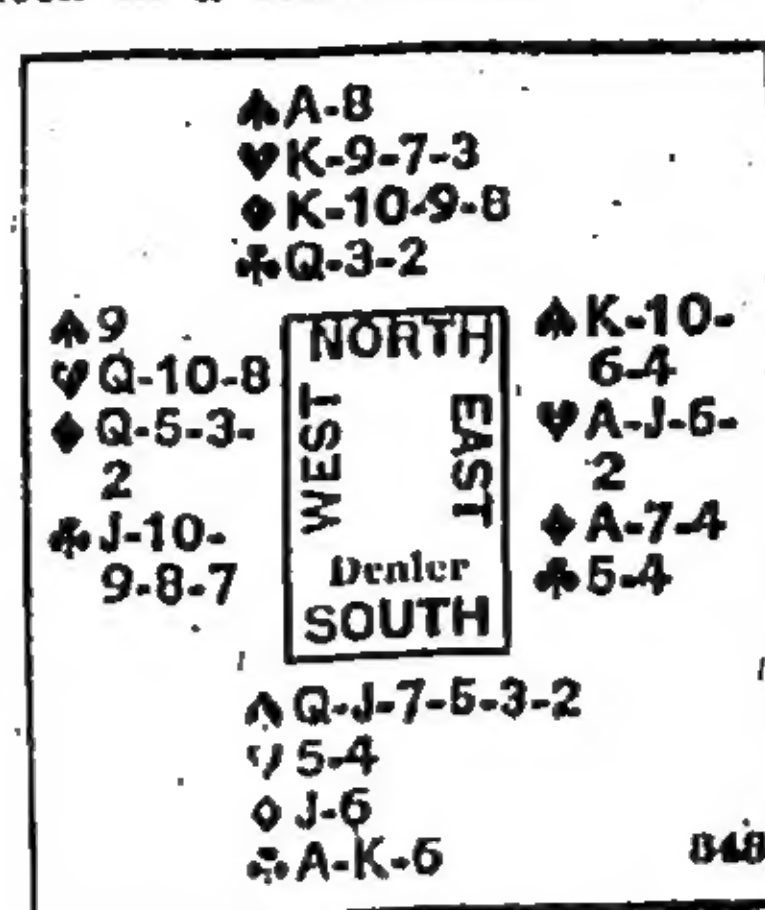 ♠A-8
♥K-9-7-3
♦K-10-9-8
♣Q-3-2
♠9
♥Q-10-8
♦Q-5-3-
2
♣J-10-
9-8-7
NORTH
WEST
EAST
Dealer
SOUTH
♠K-10-
6-4
♥A-J-6-
2
♦A-7-4
♣5-4
♠Q-J-7-5-3-2
♥5-4
♦J-6
♣A-K-6
848